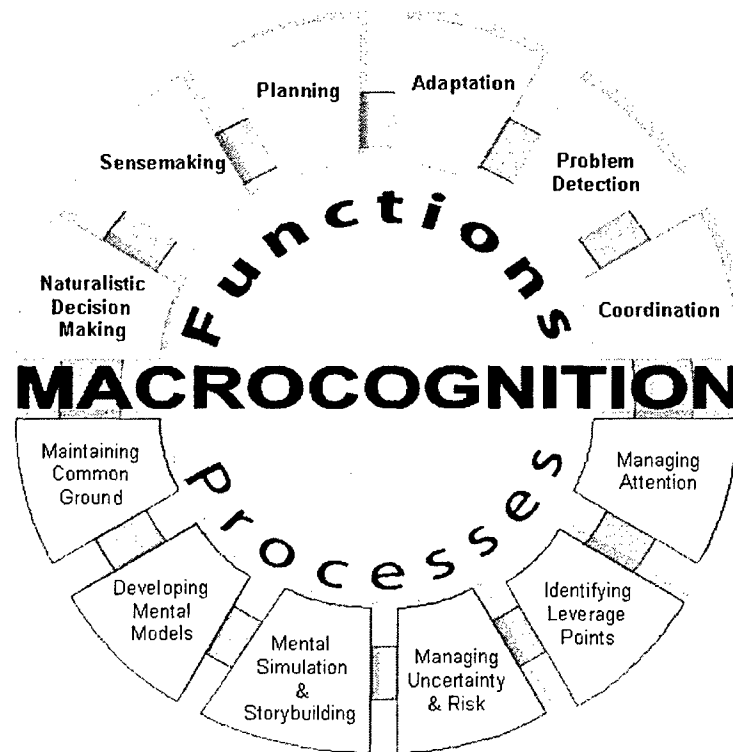 Planning
Adaptation
Sensemaking
Problem
Detection
Naturalistic
Decision
Making
Coordination
Functions
MACROCOGNITION
Processes
Maintaining
Common
Ground
Managing
Attention
Developing
Mental
Models
Identifying
Leverage
Points
Mental
Simulation
&
Storybuilding
Managing
Uncertainty
& Risk